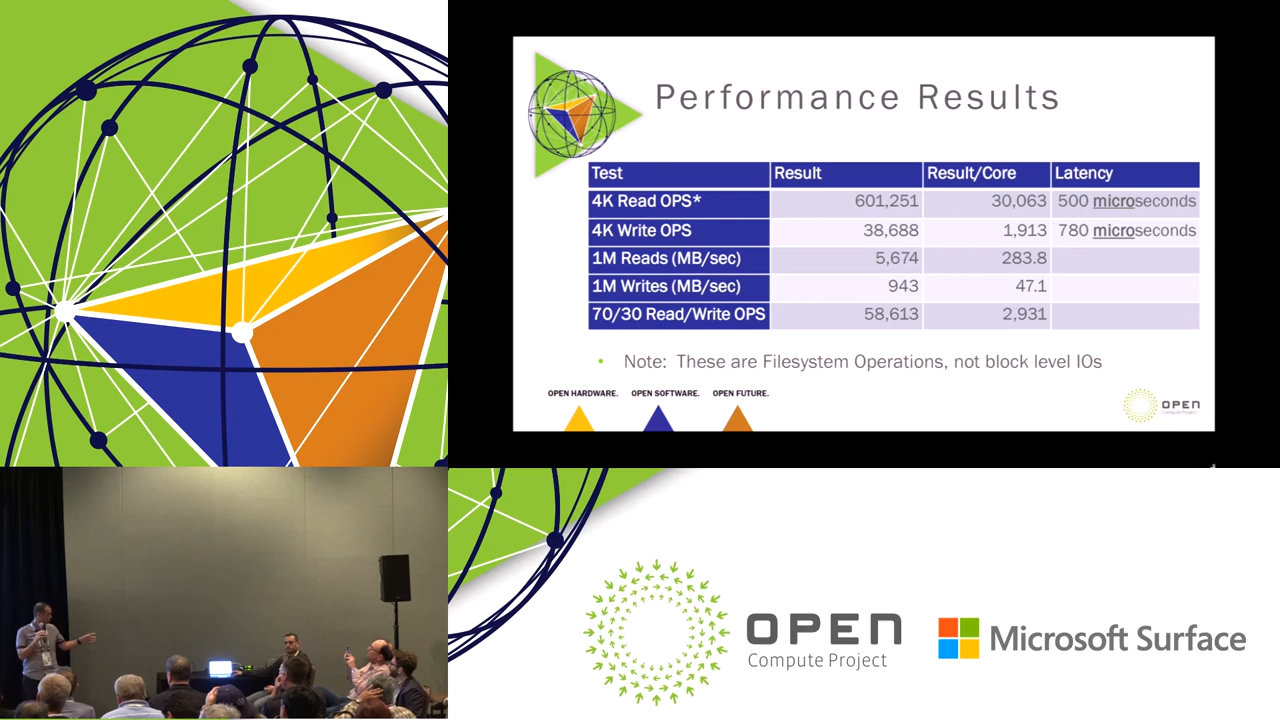 Performance Results
Test Result Result/Core Latency
4K Read OPS* 601,251 30,063 500 microseconds
4K Write OPS 38,688 1,913 780 microseconds
1M Reads (MB/sec) 5,674 283.8
1M Writes (MB/sec) 943 47.1
70/30 Read/Write OPS 58,613 2,931
• Note: These are Filesystem Operations, not block level IOs
OPEN HARDWARE. OPEN SOFTWARE. OPEN FUTURE.
OPEN
Compute Project
OPEN
Compute Project
Microsoft Surface